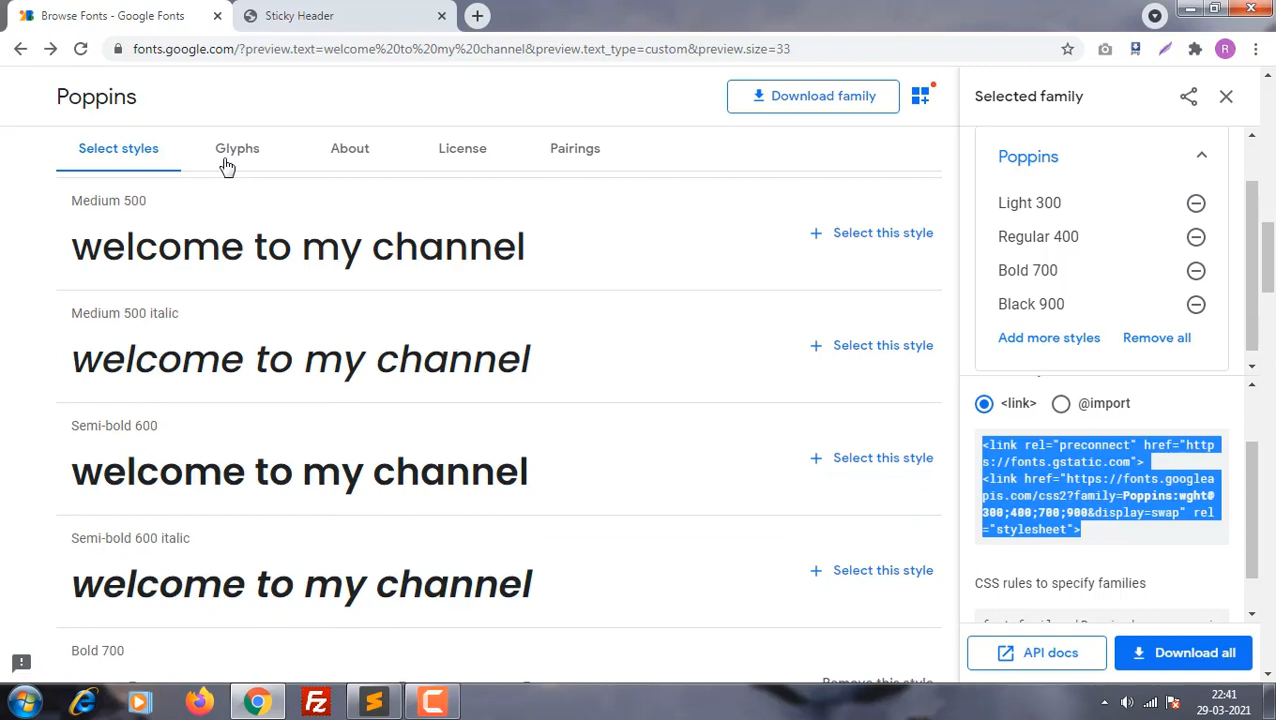 Browse Fonts - Google Fonts
Sticky Header
fonts.google.com/?preview.text=welcome%20to%20my%20channel&preview.text_type=custom&preview.size=33
R
Poppins
Download family
Selected family
Select styles
Glyphs
About
License
Pairings
Medium 500
welcome to my channel
Select this style
Medium 500 italic
welcome to my channel
Select this style
Semi-bold 600
welcome to my channel
Select this style
Semi-bold 600 italic
welcome to my channel
Select this style
Bold 700
Remove this style
Poppins
Light 300
Regular 400
Bold 700
Black 900
Add more styles
Remove all
<link>
@import
<link rel="preconnect" href="http
s://fonts.gstatic.com">
<link href="https://fonts.googlea
pis.com/css2?family=Poppins:wght@
300;400;700;900&display=swap" rel
="stylesheet">
CSS rules to specify families
API docs
Download all
Fz
22:41
29-03-2021